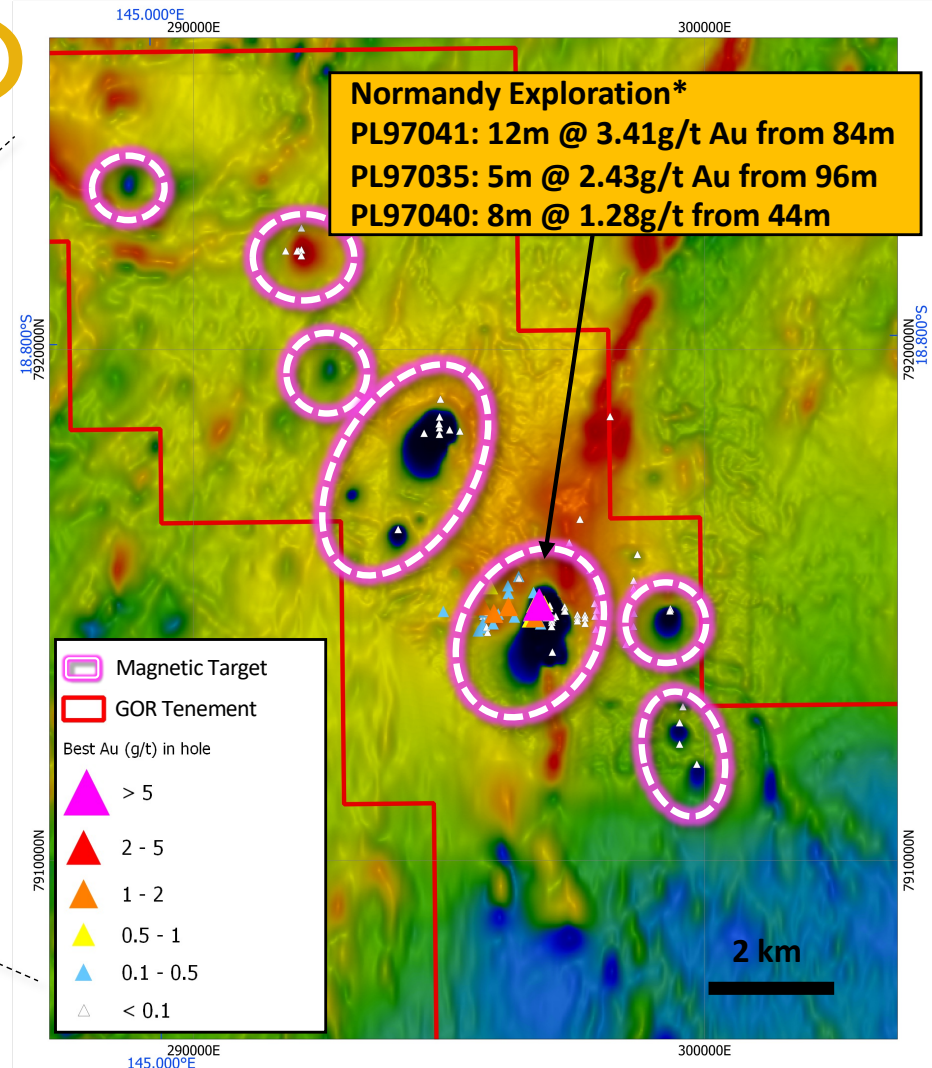 145.000°E
290000E
300000E
Normandy Exploration*
PL97041: 12m @ 3.41g/t Au from 84m
PL97035: 5m @ 2.43g/t Au from 96m
PL97040: 8m @ 1.28g/t from 44m
18.800°S
7920000N
7920000N
18.800°S
Magnetic Target
GOR Tenement
Best Au (g/t) in hole
> 5
2 - 5
1 - 2
0.5 - 1
0.1 - 0.5
< 0.1
7910000N
7910000N
2 km
290000E
300000E
145.000°E